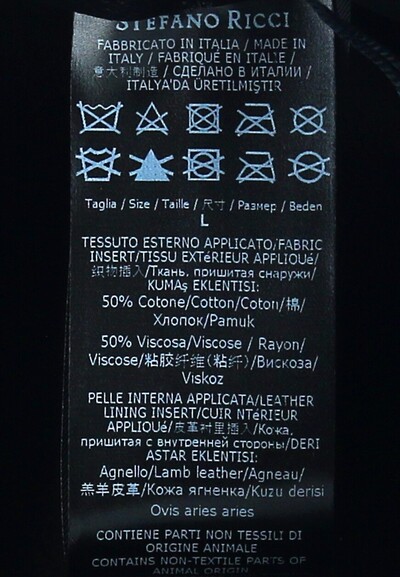 STEFANO RICCI
FABBRICATO IN ITALIA / MADE IN
ITALY / FABRIQUÉ EN ITALIE /
意大利制造 / СДЕЛАНО В ИТАЛИИ /
ITALYA'DA ÜRETILMIŞTIR
Taglia / Size / Taille / 尺寸 / Размер / Beden
L
TESSUTO ESTERNO APPLICATO/FABRIC
INSERT/TISSU EXTéRIEUR APPLIQUé/
织物插入/Ткань, пришитая снаружи/
KUMAş EKLENTISI:
50% Cotone/Cotton/Coton/棉/
Хлопок/Pamuk
50% Viscosa/Viscose / Rayon/
Viscose/粘胶纤维(粘纤)/Вискоза/
Viskoz
PELLE INTERNA APPLICATA/LEATHER
LINING INSERT/CUIR INTéRIEUR
APPLIQUé/皮革衬里插入/Кожа,
пришитая с внутренней стороны/DERI
ASTAR EKLENTISI:
Agnello/Lamb leather/Agneau/
羔羊皮革/Кожа ягненка/Kuzu derisi
Ovis aries aries
CONTIENE PARTI NON TESSILI DI
ORIGINE ANIMALE
CONTAINS NON-TEXTILE PARTS OF
ANIMAL ORIGIN